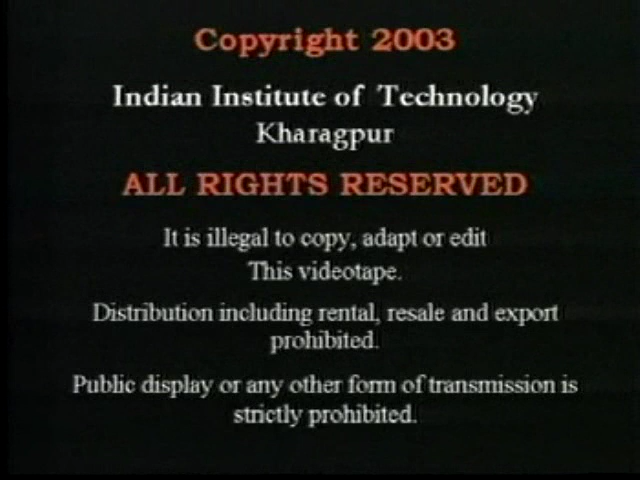 Copyright 2003
Indian Institute of Technology
Kharagpur
ALL RIGHTS RESERVED
It is illegal to copy, adapt or edit
This videotape.
Distribution including rental, resale and export
prohibited.
Public display or any other form of transmission is
strictly prohibited.